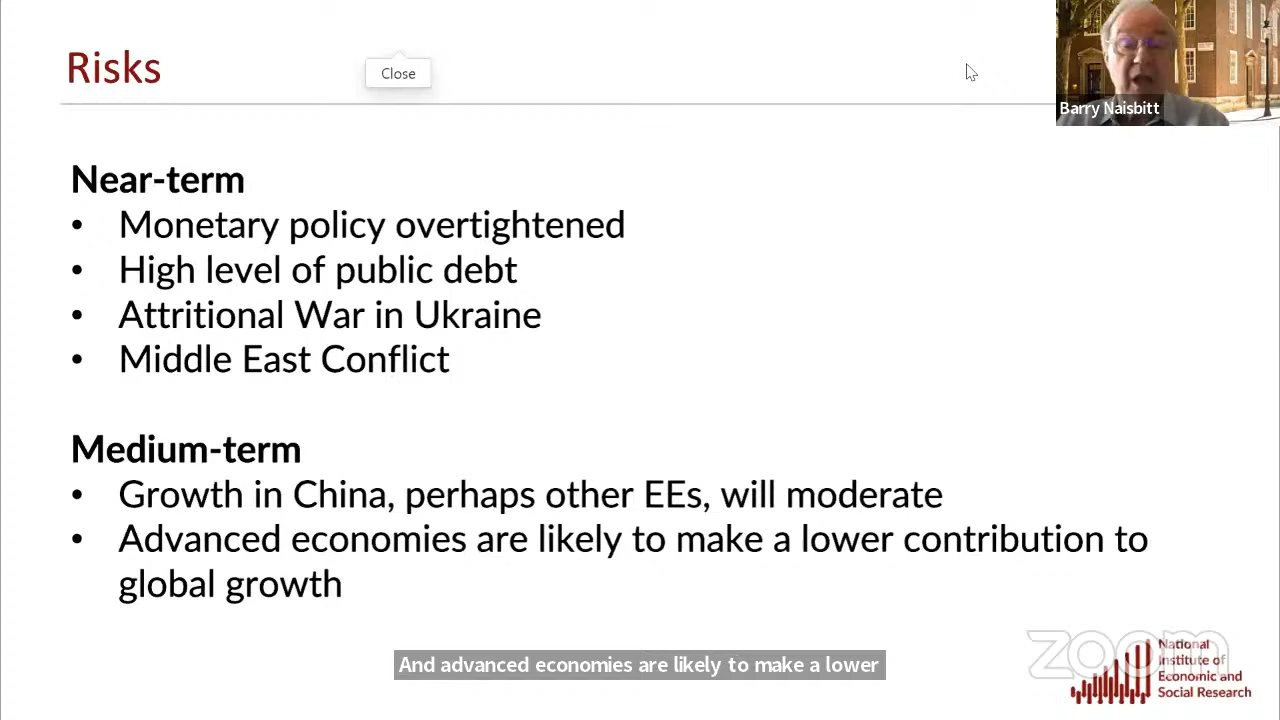 Risks
Close
Barry Naisbitt
Near-term
• Monetary policy overtightened
• High level of public debt
• Attritional War in Ukraine
• Middle East Conflict
Medium-term
• Growth in China, perhaps other EEs, will moderate
• Advanced economies are likely to make a lower contribution to
global growth
And advanced economies are likely to make a lower
zoom
National
Institute of
Economic and
Social Research